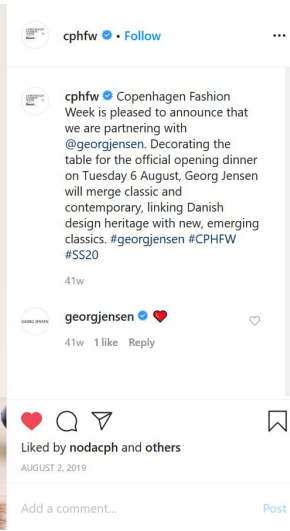 cphfw • Follow
cphfw Copenhagen Fashion
Week is pleased to announce that
we are partnering with
@georgjensen. Decorating the
table for the official opening dinner
on Tuesday 6 August, Georg Jensen
will merge classic and
contemporary, linking Danish
design heritage with new, emerging
classics. #georgjensen #CPHFW
#SS20
41w
GEORG JENSEN
georgjensen ❤️
41w 1 like Reply
Liked by nodacph and others
AUGUST 2, 2019
Add a comment... Post